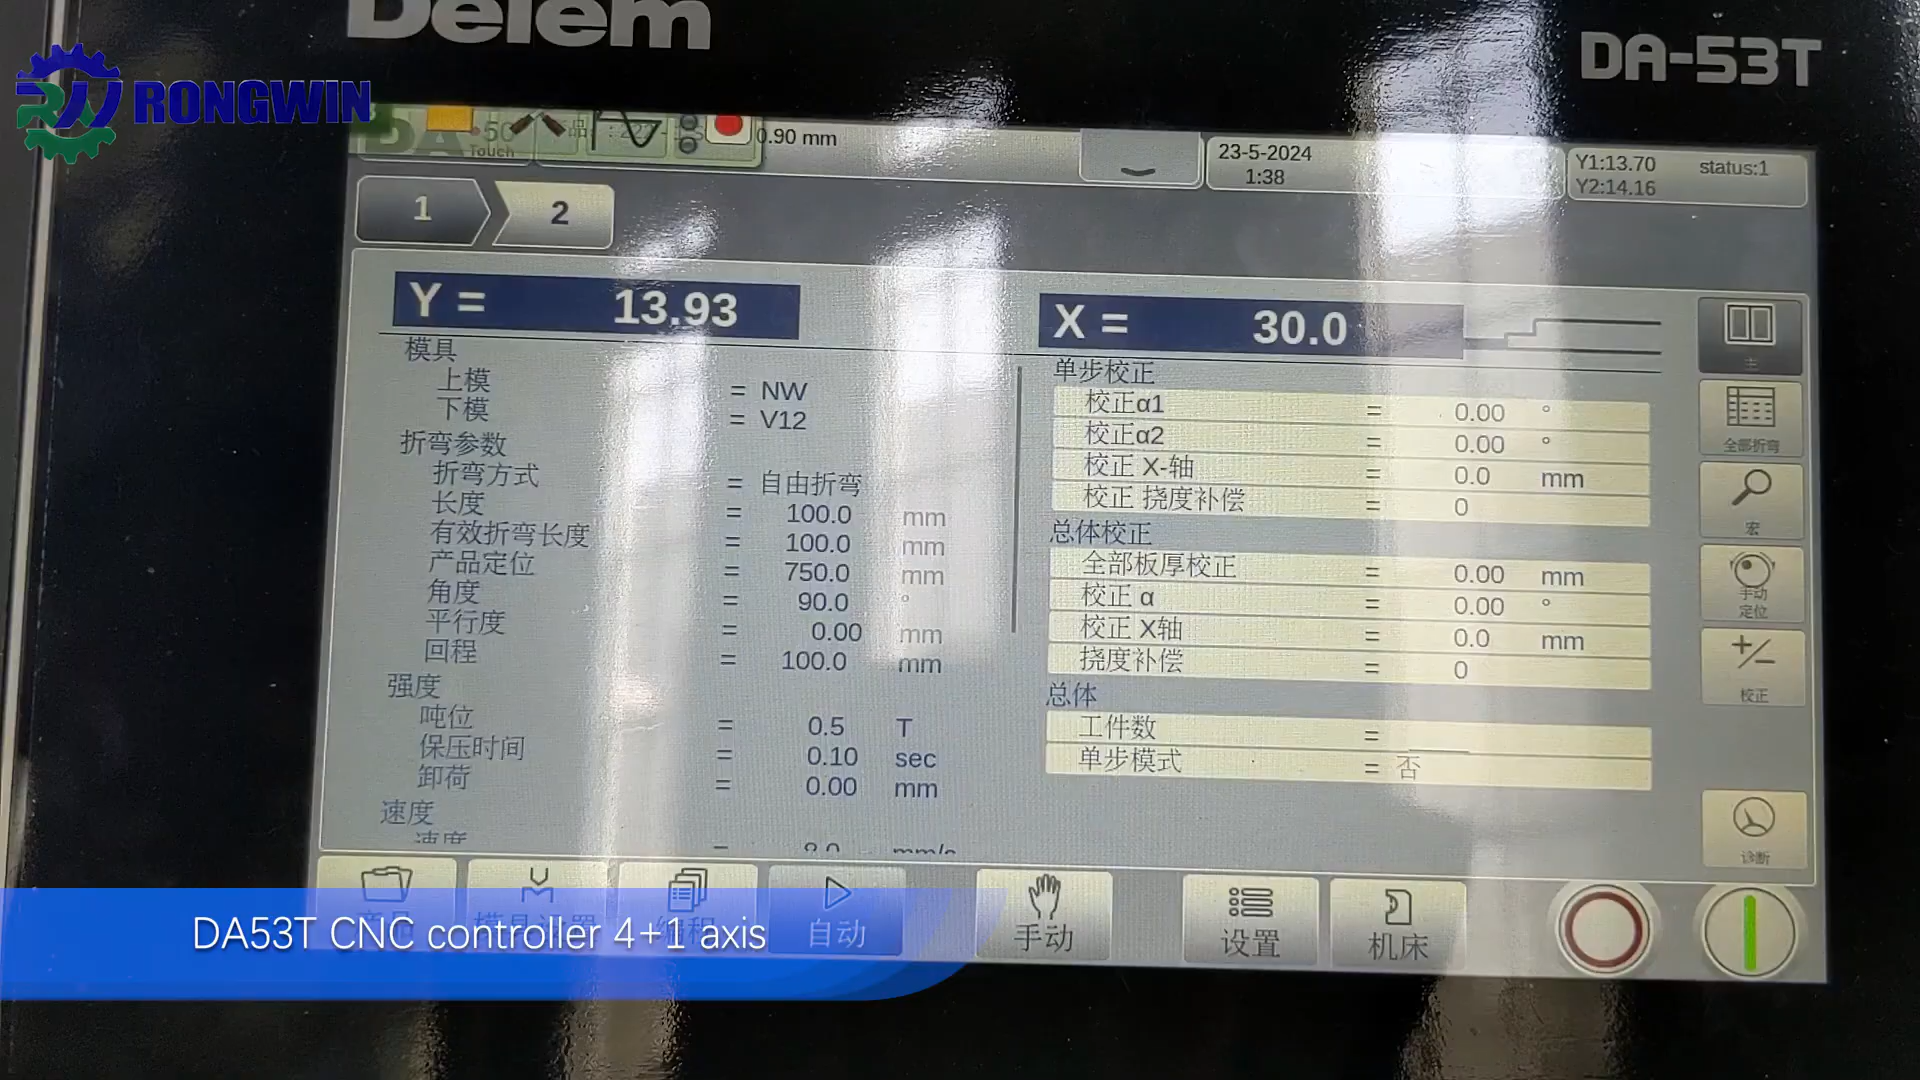 Delem
DA-53T
RONGWIN
Touch
0.90 mm
23-5-2024
1:38
Y1:13.70
status:1
Y2:14.16
1
2
Y = 13.93
X = 30.0
模具
上模 = NW
下模 = V12
折弯参数
折弯方式 = 自由折弯
长度 = 100.0 mm
有效折弯长度 = 100.0 mm
产品定位 = 750.0 mm
角度 = 90.0 °
平行度 = 0.00 mm
回程 = 100.0 mm
强度
吨位 = 0.5 T
保压时间 = 0.10 sec
卸荷 = 0.00 mm
速度
单步校正
校正α1 = 0.00 °
校正α2 = 0.00 °
校正 X-轴 = 0.0 mm
校正 挠度补偿 = 0
总体校正
全部板厚校正 = 0.00 mm
校正 α = 0.00 °
校正 X轴 = 0.0 mm
挠度补偿 = 0
总体
工件数 =
单步模式 = 否
主
全部折弯
宏
手动
定位
校正
诊断
自动
手动
设置
机床
DA53T CNC controller 4+1 axis